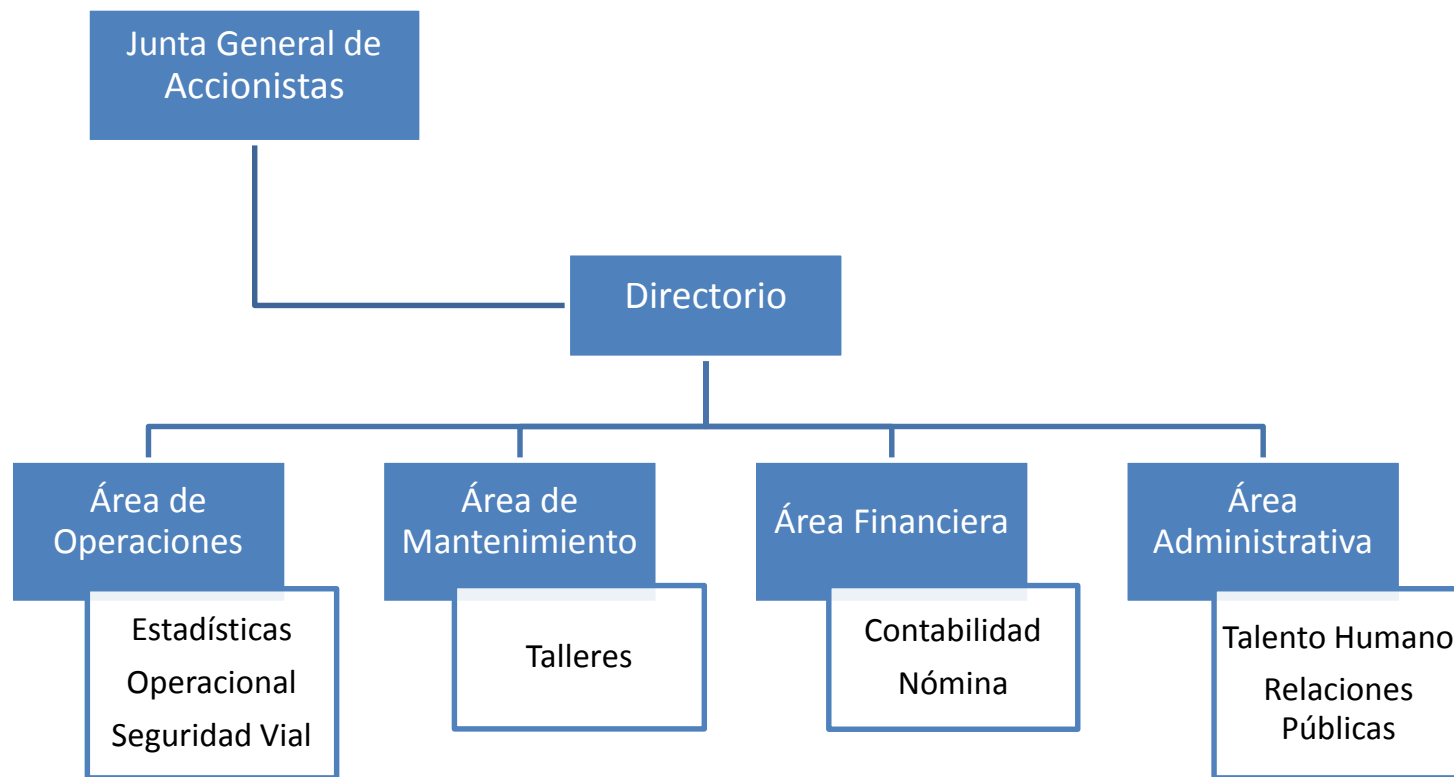 Junta General de
Accionistas
Directorio
Área de
Operaciones
Estadísticas
Operacional
Seguridad Vial
Área de
Mantenimiento
Talleres
Área Financiera
Contabilidad
Nómina
Área
Administrativa
Talento Humano
Relaciones
Públicas